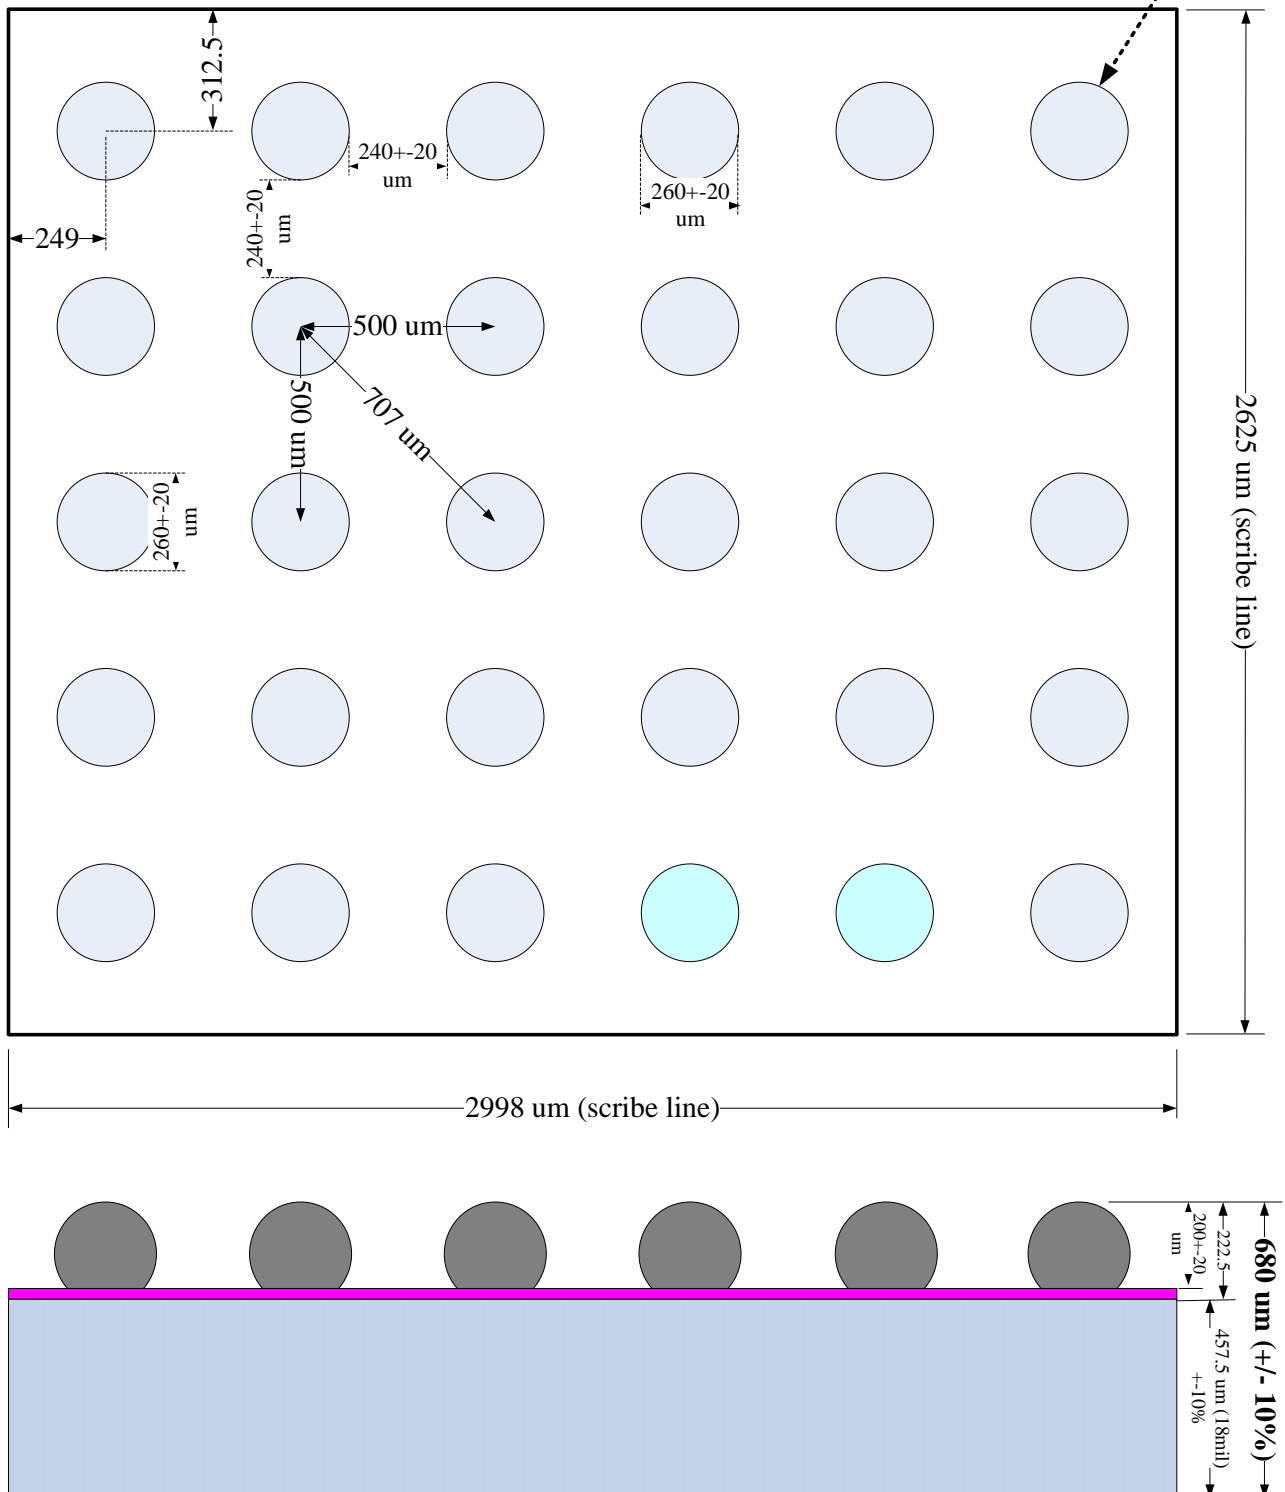 312.5
240+-20
um
260+-20
um
240+-20
um
249
500 um
500 um
707 um
260+-20
um
2625 um (scribe line)
2998 um (scribe line)
200+-20
um
222.5
680 um (+/- 10%)
457.5 um (18mil)
+-10%